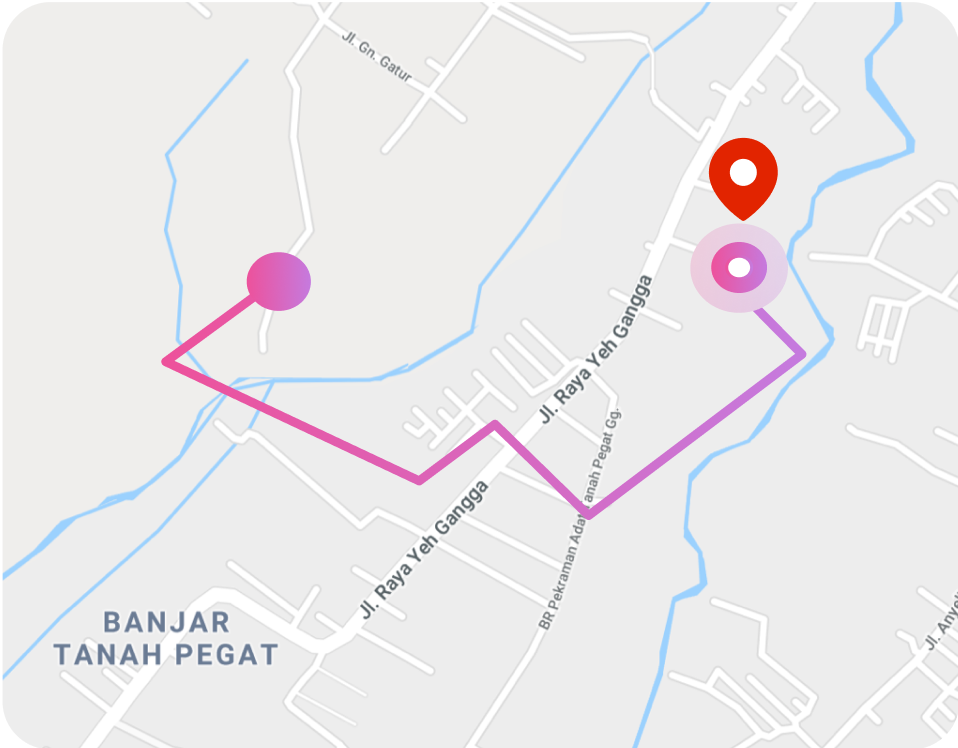 Jl. Gn. Gatur
Jl. Raya Yeh Gangga
Jl. Raya Yeh Gangga
BR Pekraman Adat Tanah Pegat Gg.
BANJAR
TANAH PEGAT
Jl. Anyel